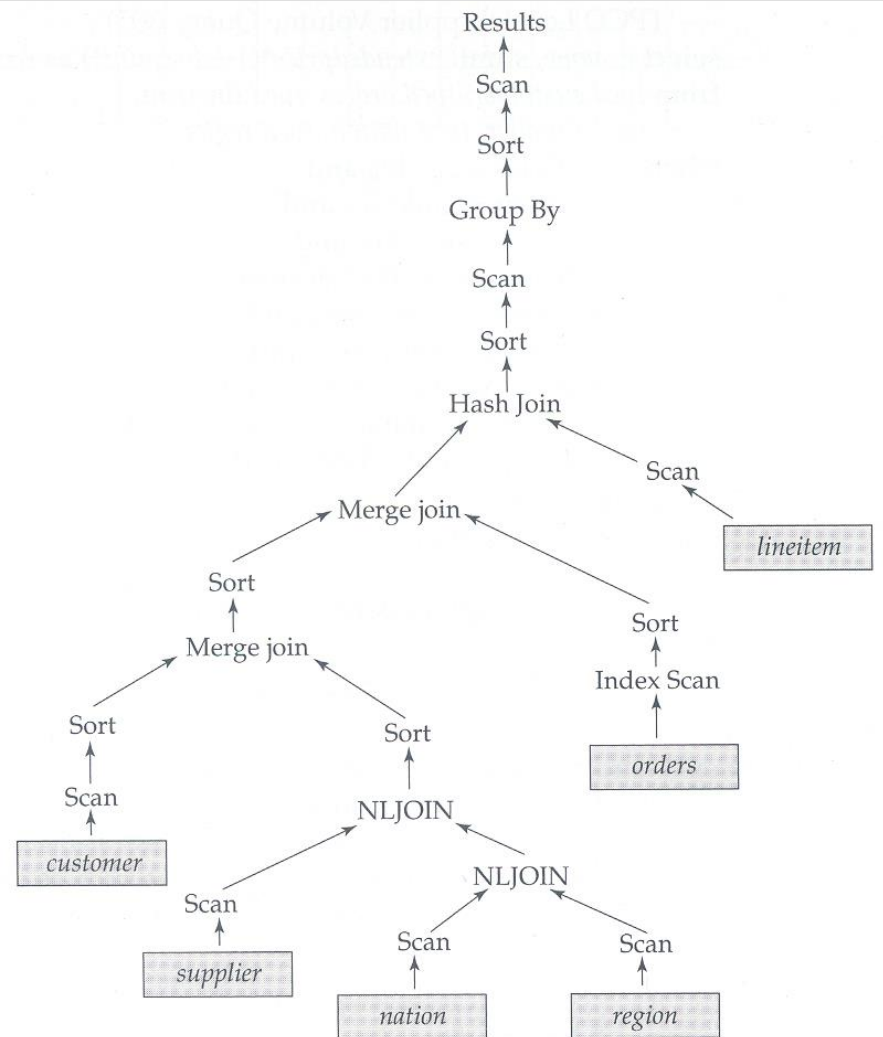 Results
Scan
Sort
Group By
Scan
Sort
Hash Join
Scan
Merge join
lineitem
Sort
Sort
Merge join
Index Scan
Sort
Sort
orders
Scan
NLJOIN
customer
NLJOIN
Scan
Scan
Scan
supplier
nation
region